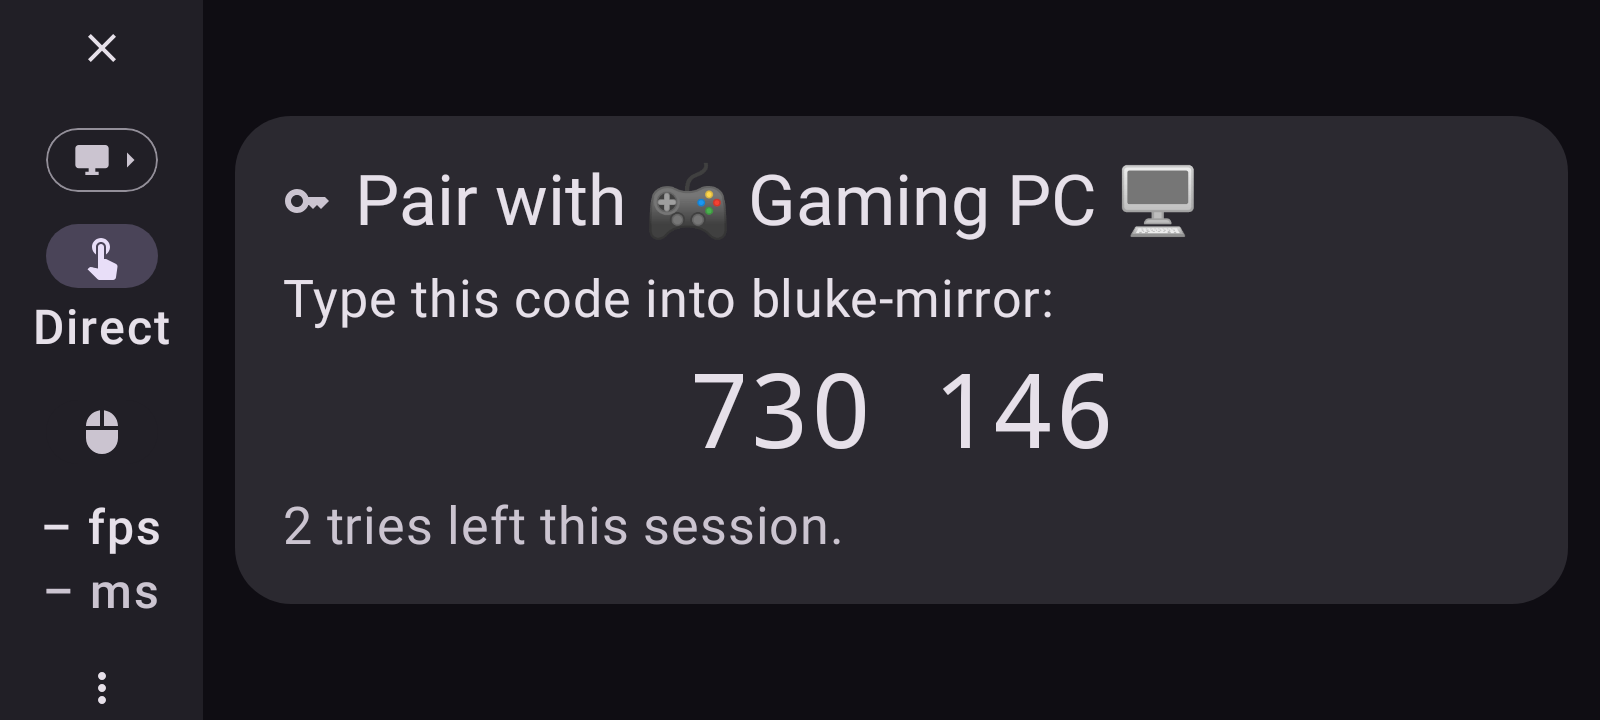 Direct
– fps
– ms
Pair with 🎮 Gaming PC 🖥️
Type this code into bluke-mirror:
730 146
2 tries left this session.